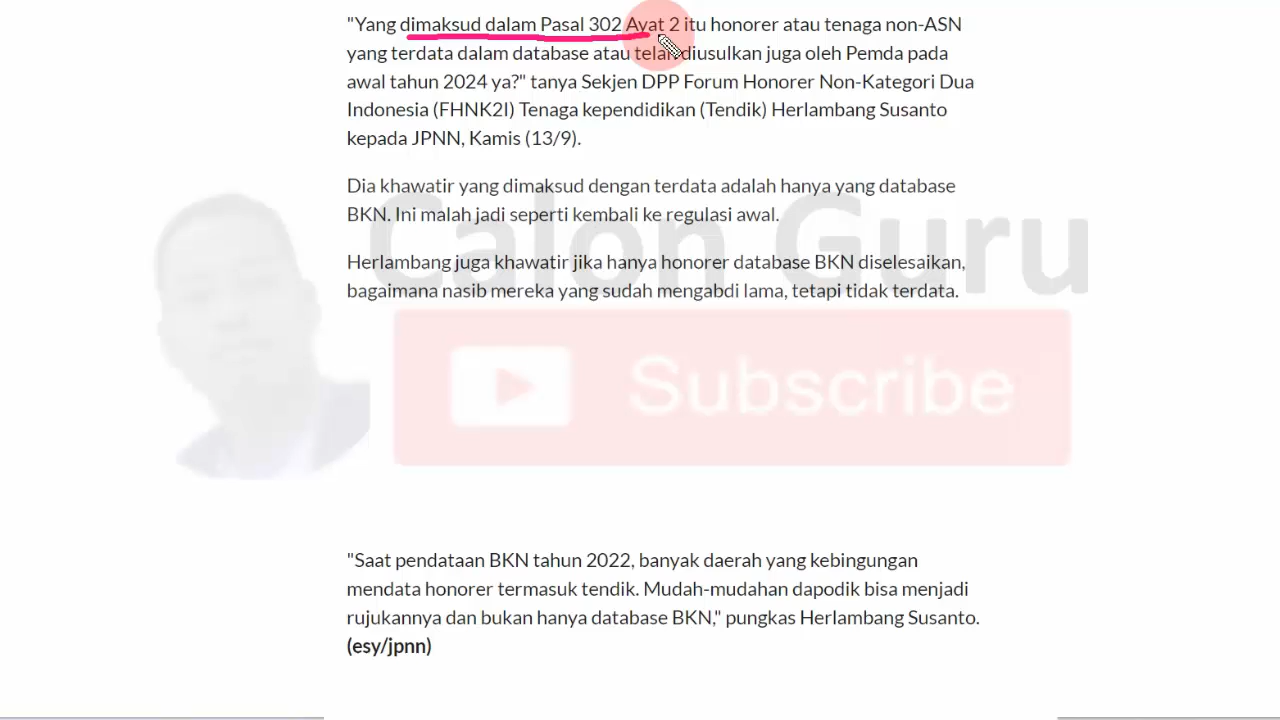 "Yang dimaksud dalam Pasal 302 Ayat 2 itu honorer atau tenaga non-ASN
yang terdata dalam database atau telah diusulkan juga oleh Pemda pada
awal tahun 2024 ya?" tanya Sekjen DPP Forum Honorer Non-Kategori Dua
Indonesia (FHNK2I) Tenaga kependidikan (Tendik) Herlambang Susanto
kepada JPNN, Kamis (13/9).
Dia khawatir yang dimaksud dengan terdata adalah hanya yang database
BKN. Ini malah jadi seperti kembali ke regulasi awal.
Calon Guru
Herlambang juga khawatir jika hanya honorer database BKN diselesaikan,
bagaimana nasib mereka yang sudah mengabdi lama, tetapi tidak terdata.
Subscribe
"Saat pendataan BKN tahun 2022, banyak daerah yang kebingungan
mendata honorer termasuk tendik. Mudah-mudahan dapodik bisa menjadi
rujukannya dan bukan hanya database BKN," pungkas Herlambang Susanto.
(esy/jpnn)